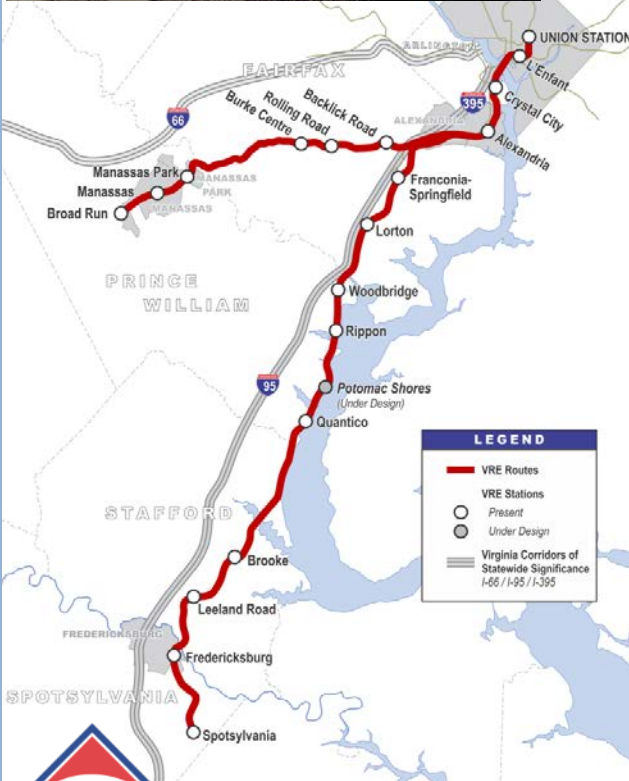 UNION STATION
ARLINGTON
L'Enfant
FAIRFAX
395
Crystal City
66
Backlick Road
Rolling Road
Burke Centre
ALEXANDRIA
Alexandria
Manassas Park
MANASSAS
PARK
Franconia-
Springfield
Manassas
MANASSAS
Broad Run
Lorton
PRINCE
WILLIAM
Woodbridge
Rippon
95
Potomac Shores
(Under Design)
Quantico
LEGEND
VRE Routes
VRE Stations
Present
Under Design
Virginia Corridors of
Statewide Significance
I-66 / I-95 / I-395
STAFFORD
Brooke
Leeland Road
FREDERICKSBURG
Fredericksburg
SPOTSYLVANIA
Spotsylvania